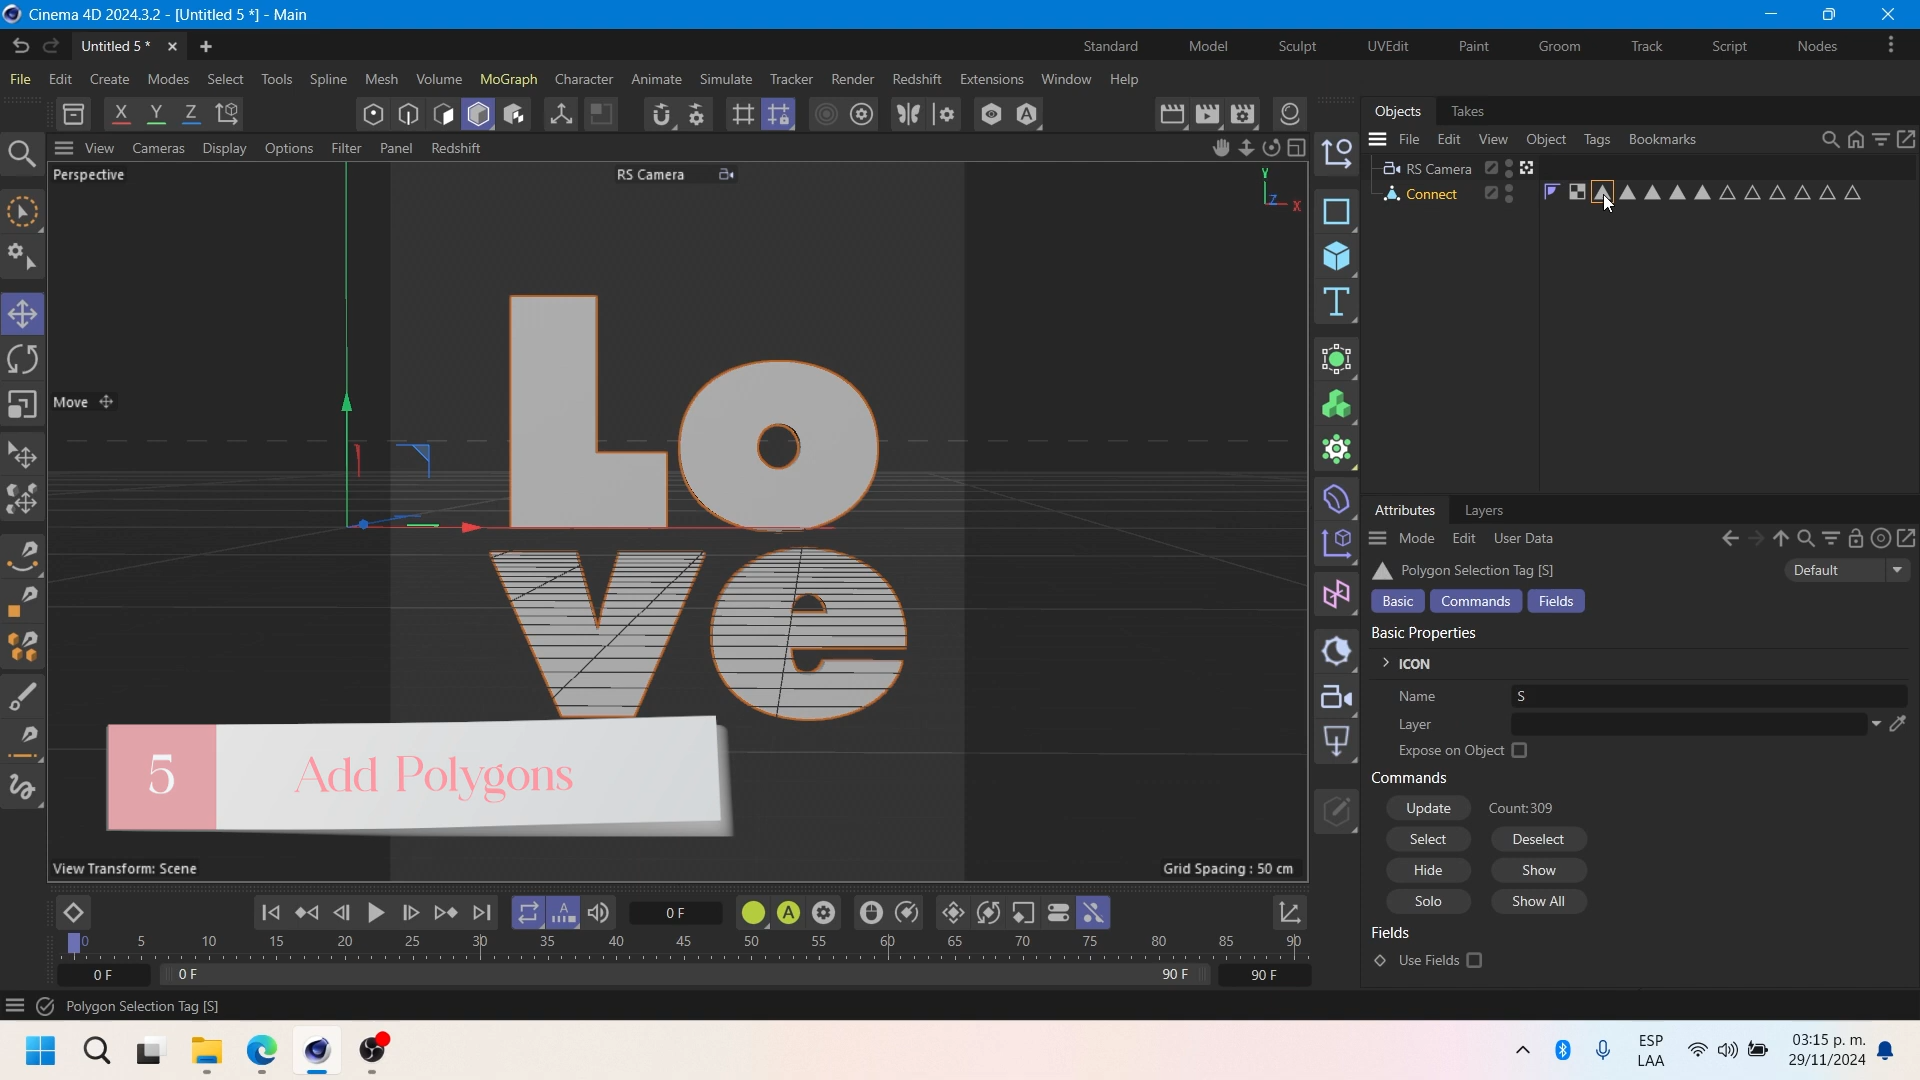 Cinema 4D 2024.3.2 - [Untitled 5 *] - Main
Untitled 5 *
Standard Model Sculpt UVEdit Paint Groom Track Script Nodes
File Edit Create Modes Select Tools Spline Mesh Volume MoGraph Character Animate Simulate Tracker Render Redshift Extensions Window Help
X Y Z
A
Objects Takes
View Cameras Display Options Filter Panel Redshift
File Edit View Object Tags Bookmarks
Perspective
RS Camera
Y
Z
X
RS Camera
Connect
T
Move
Lo
ve
Attributes Layers
Mode Edit User Data
Polygon Selection Tag [S]
Default
Basic Commands Fields
Basic Properties
ICON
Name S
Layer
Expose on Object
Commands
Update Count:309
Select Deselect
Hide Show
Solo Show All
Fields
Use Fields
5 Add Polygons
View Transform: Scene
Grid Spacing : 50 cm
0 F
A
A
0 5 10 15 20 25 30 35 40 45 50 55 60 65 70 75 80 85 90
0 F 0 F 90 F 90 F
Polygon Selection Tag [S]
ESP
LAA
03:15 p. m.
29/11/2024